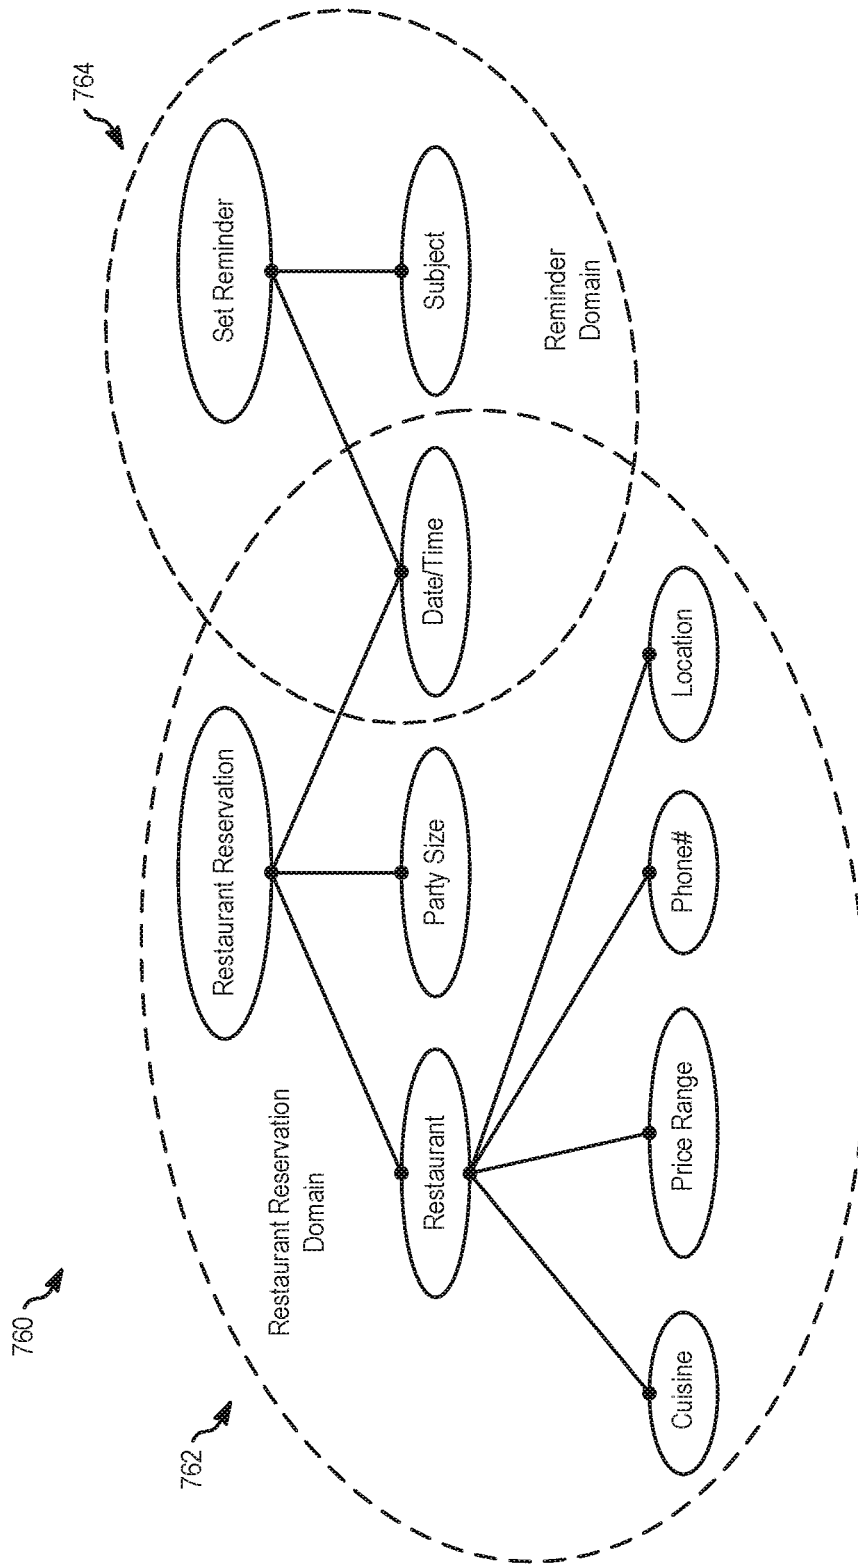 760
762
764
Restaurant Reservation
Domain
Restaurant Reservation
Set Reminder
Restaurant
Party Size
Date/Time
Subject
Reminder
Domain
Cuisine
Price Range
Phone#
Location